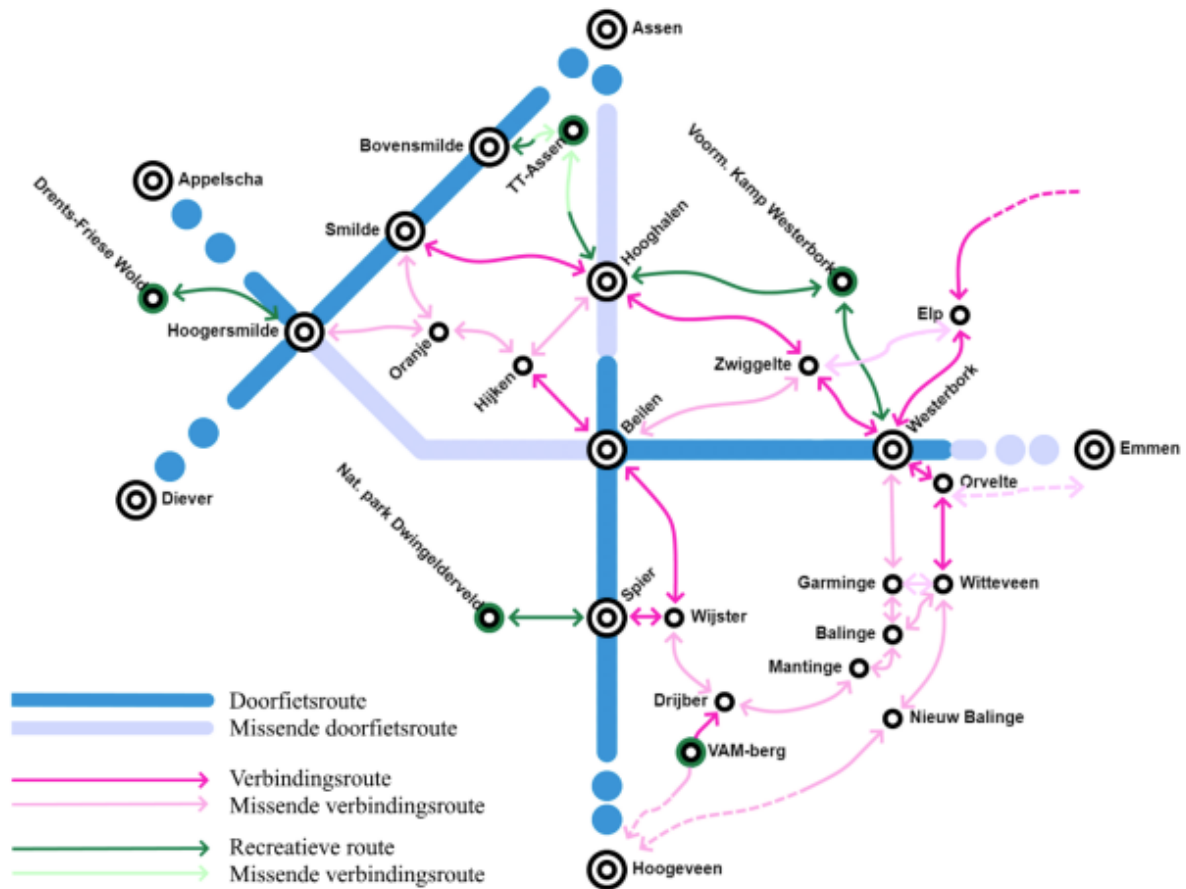 Assen
Bovensmilde
TT-Assen
Voorm. Kamp Westerbork
Appelscha
Drents-Friese Wold
Smilde
Hooghalen
Elp
Hoogersmilde
Oranje
Hijken
Zwiggelte
Beilen
Westerbork
Emmen
Diever
Orvelte
Nat. park Dwingelderveld
Spier
Garminge
Witteveen
Wijster
Balinge
Mantinge
Drijber
Nieuw Balinge
VAM-berg
Hoogeveen
Doorfietsroute
Missende doorfietsroute
Verbindingsroute
Missende verbindingsroute
Recreatieve route
Missende verbindingsroute